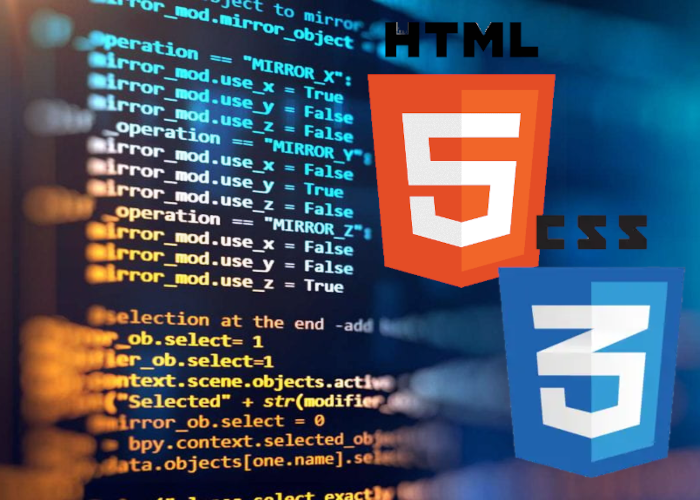 object to mirror
mirror_mod.mirror_object
_operation == "MIRROR_X":
mirror_mod.use_x = True
mirror_mod.use_y = False
mirror_mod.use_z = False
_operation == "MIRROR_Y":
mirror_mod.use_x = False
mirror_mod.use_y = True
mirror_mod.use_z = False
_operation == "MIRROR_Z":
mirror_mod.use_x = False
mirror_mod.use_y = False
mirror_mod.use_z = True
selection at the end -add
_ob.select= 1
ifier_ob.select=1
context.scene.objects.active
("Selected" + str(modifier_
mirror_ob.select = 0
= bpy.context.selected_obj
data.objects[one.name].sel
HTML
5
CSS
3